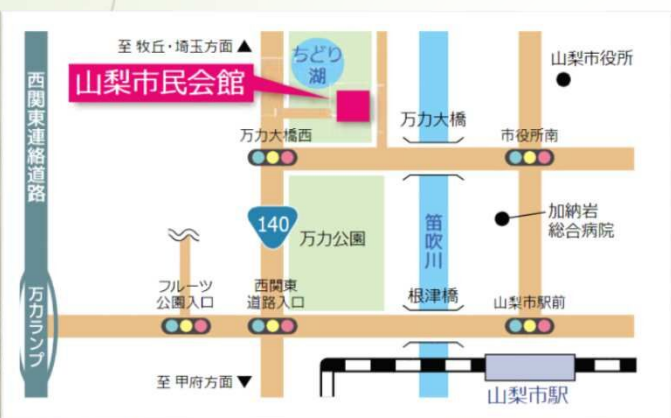 至 牧丘・埼玉方面▲
ちどり
湖
山梨市役所
山梨市民会館
西関東連絡道路
万力大橋
万力大橋西
市役所南
140
万力公園
笛吹川
加納岩
総合病院
フルーツ
公園入口
西関東
道路入口
根津橋
山梨市駅前
万力ランプ
至 甲府方面▼
山梨市駅